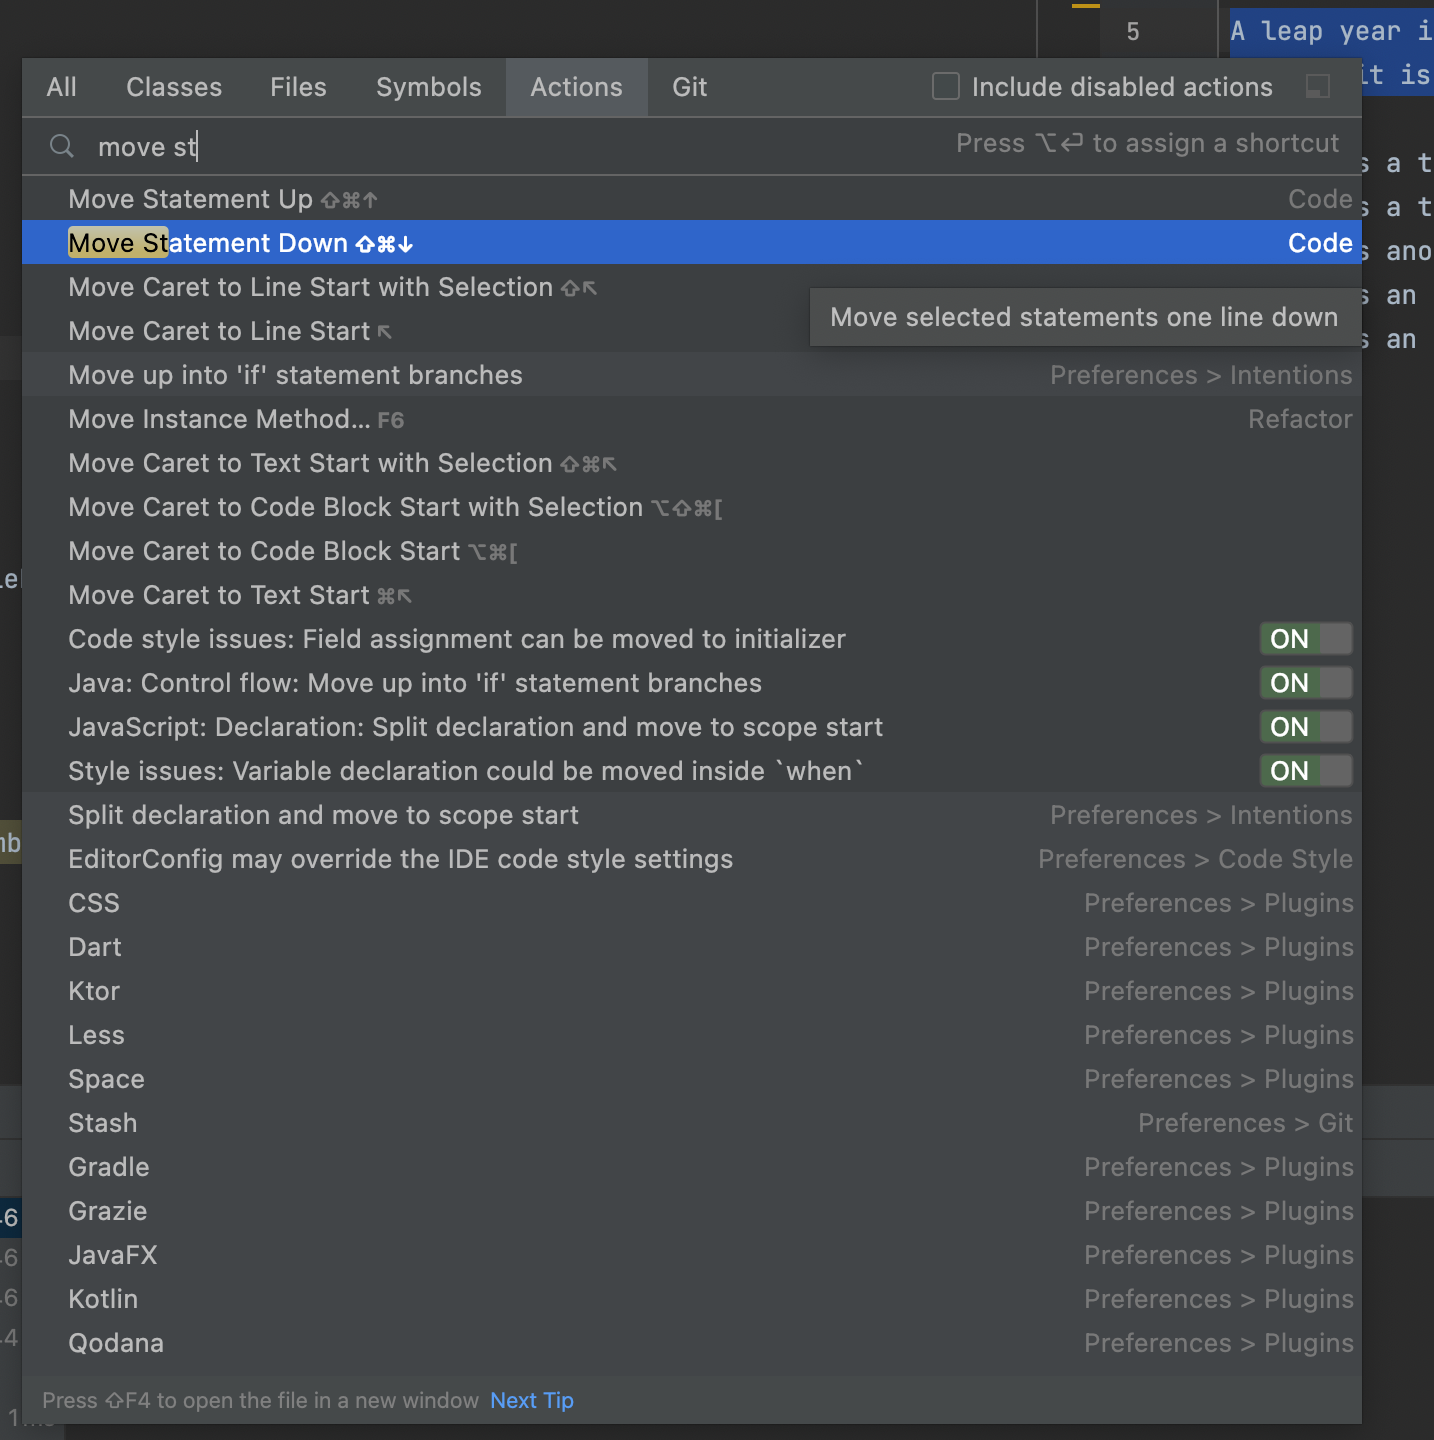 5 A leap year i
All Classes Files Symbols Actions Git Include disabled actions
it is
move st Press ⌥⏎ to assign a shortcut
s a t
Move Statement Up ⇧⌘↑ Code
s a t
Move Statement Down ⇧⌘↓ Code
s ano
Move Caret to Line Start with Selection ⇧↖
s an
Move selected statements one line down
Move Caret to Line Start ↖
s an
Move up into 'if' statement branches Preferences > Intentions
Move Instance Method... F6 Refactor
Move Caret to Text Start with Selection ⇧⌘↖
Move Caret to Code Block Start with Selection ⌥⇧⌘[
Move Caret to Code Block Start ⌥⌘[
Move Caret to Text Start ⌘↖
Code style issues: Field assignment can be moved to initializer ON
Java: Control flow: Move up into 'if' statement branches ON
JavaScript: Declaration: Split declaration and move to scope start ON
Style issues: Variable declaration could be moved inside `when` ON
Split declaration and move to scope start Preferences > Intentions
EditorConfig may override the IDE code style settings Preferences > Code Style
CSS Preferences > Plugins
Dart Preferences > Plugins
Ktor Preferences > Plugins
Less Preferences > Plugins
Space Preferences > Plugins
Stash Preferences > Git
Gradle Preferences > Plugins
Grazie Preferences > Plugins
JavaFX Preferences > Plugins
Kotlin Preferences > Plugins
Qodana Preferences > Plugins
Press ⇧F4 to open the file in a new window Next Tip